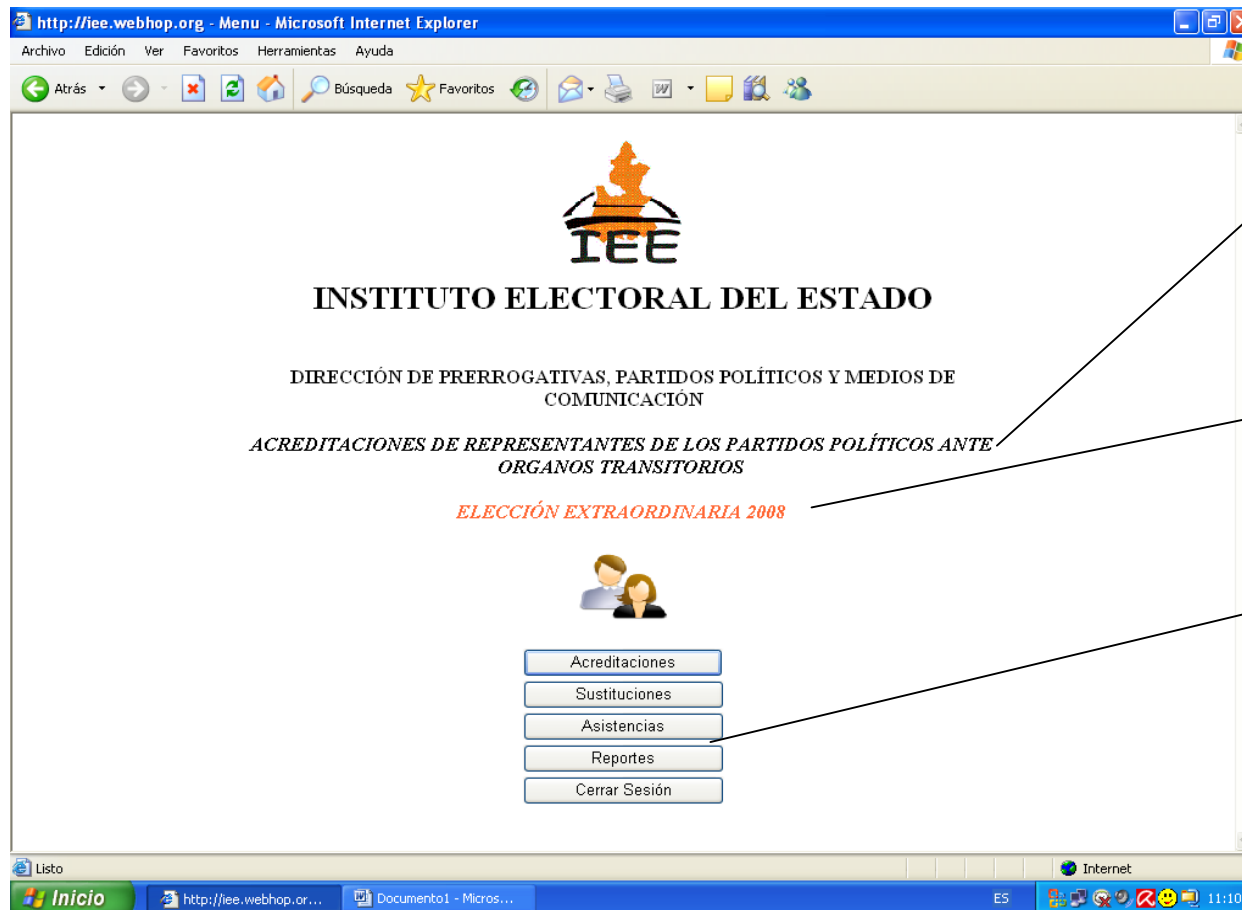 http://iee.webhop.org - Menu - Microsoft Internet Explorer
Archivo Edición Ver Favoritos Herramientas Ayuda
Atrás Búsqueda Favoritos
IEE
INSTITUTO ELECTORAL DEL ESTADO
DIRECCIÓN DE PRERROGATIVAS, PARTIDOS POLÍTICOS Y MEDIOS DE
COMUNICACIÓN
ACREDITACIONES DE REPRESENTANTES DE LOS PARTIDOS POLÍTICOS ANTE
ORGANOS TRANSITORIOS
ELECCIÓN EXTRAORDINARIA 2008
Acreditaciones
Sustituciones
Asistencias
Reportes
Cerrar Sesión
Listo Internet
Inicio http://iee.webhop.or... Documento1 - Micros... ES 11:10